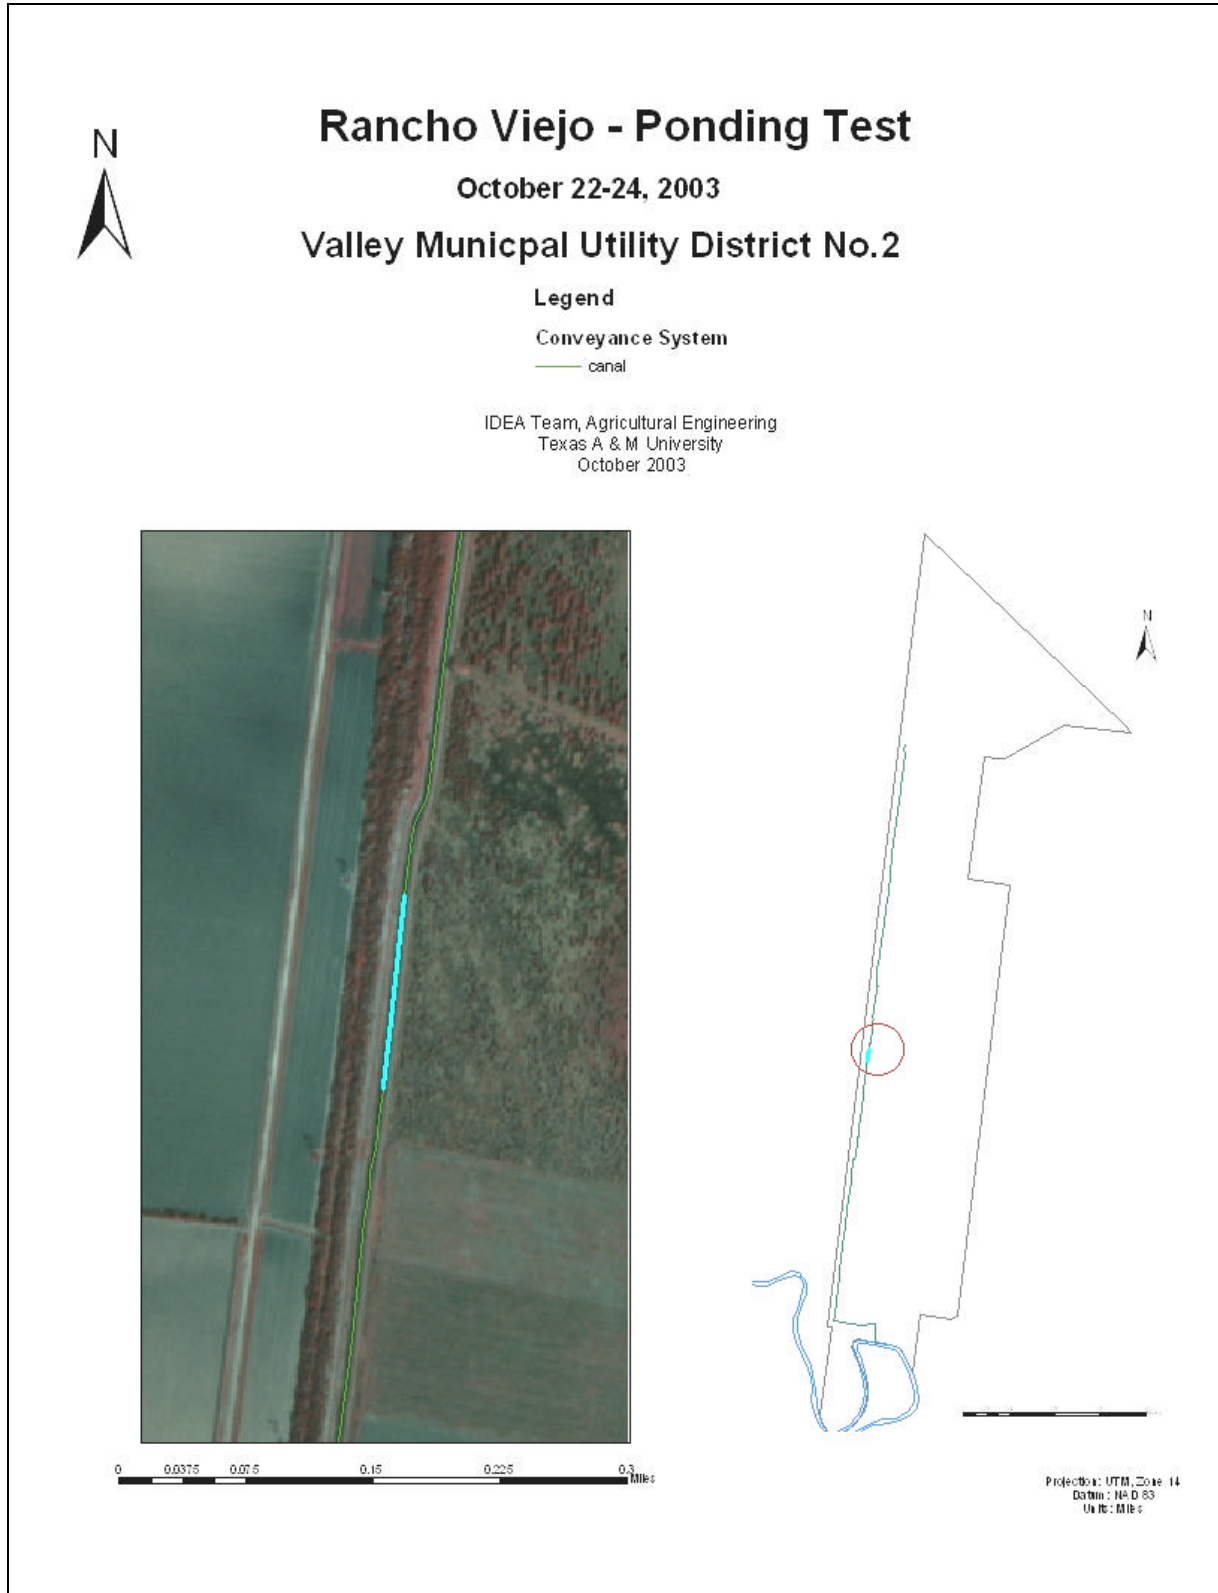 N
Rancho Viejo - Ponding Test
October 22-24, 2003
Valley Municpal Utility District No.2
Legend
Conveyance System
canal
IDEA Team, Agricultural Engineering
Texas A & M University
October 2003
N
0 0.0375 0.075 0.15 0.225 0.3
Miles
Projection: UTM, Zone 14
Datum: NAD 83
Units: Miles